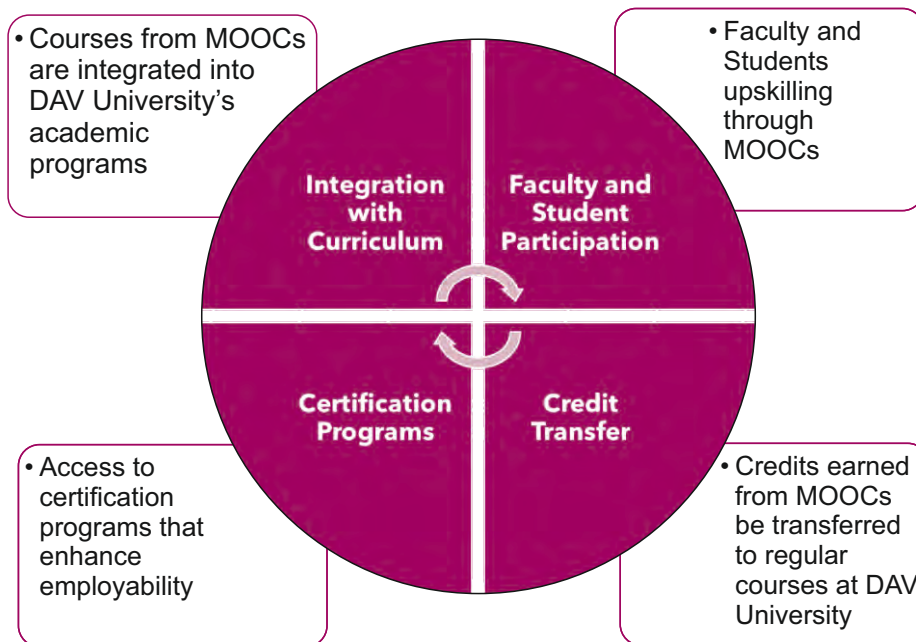 • Courses from MOOCs
are integrated into
DAV University's
academic
programs
• Faculty and
Students
upskilling
through
MOOCs
Integration
with
Curriculum
Faculty and
Student
Participation
Certification
Programs
Credit
Transfer
• Access to
certification
programs that
enhance
employability
• Credits earned
from MOOCs
be transferred
to regular
courses at DAV
University